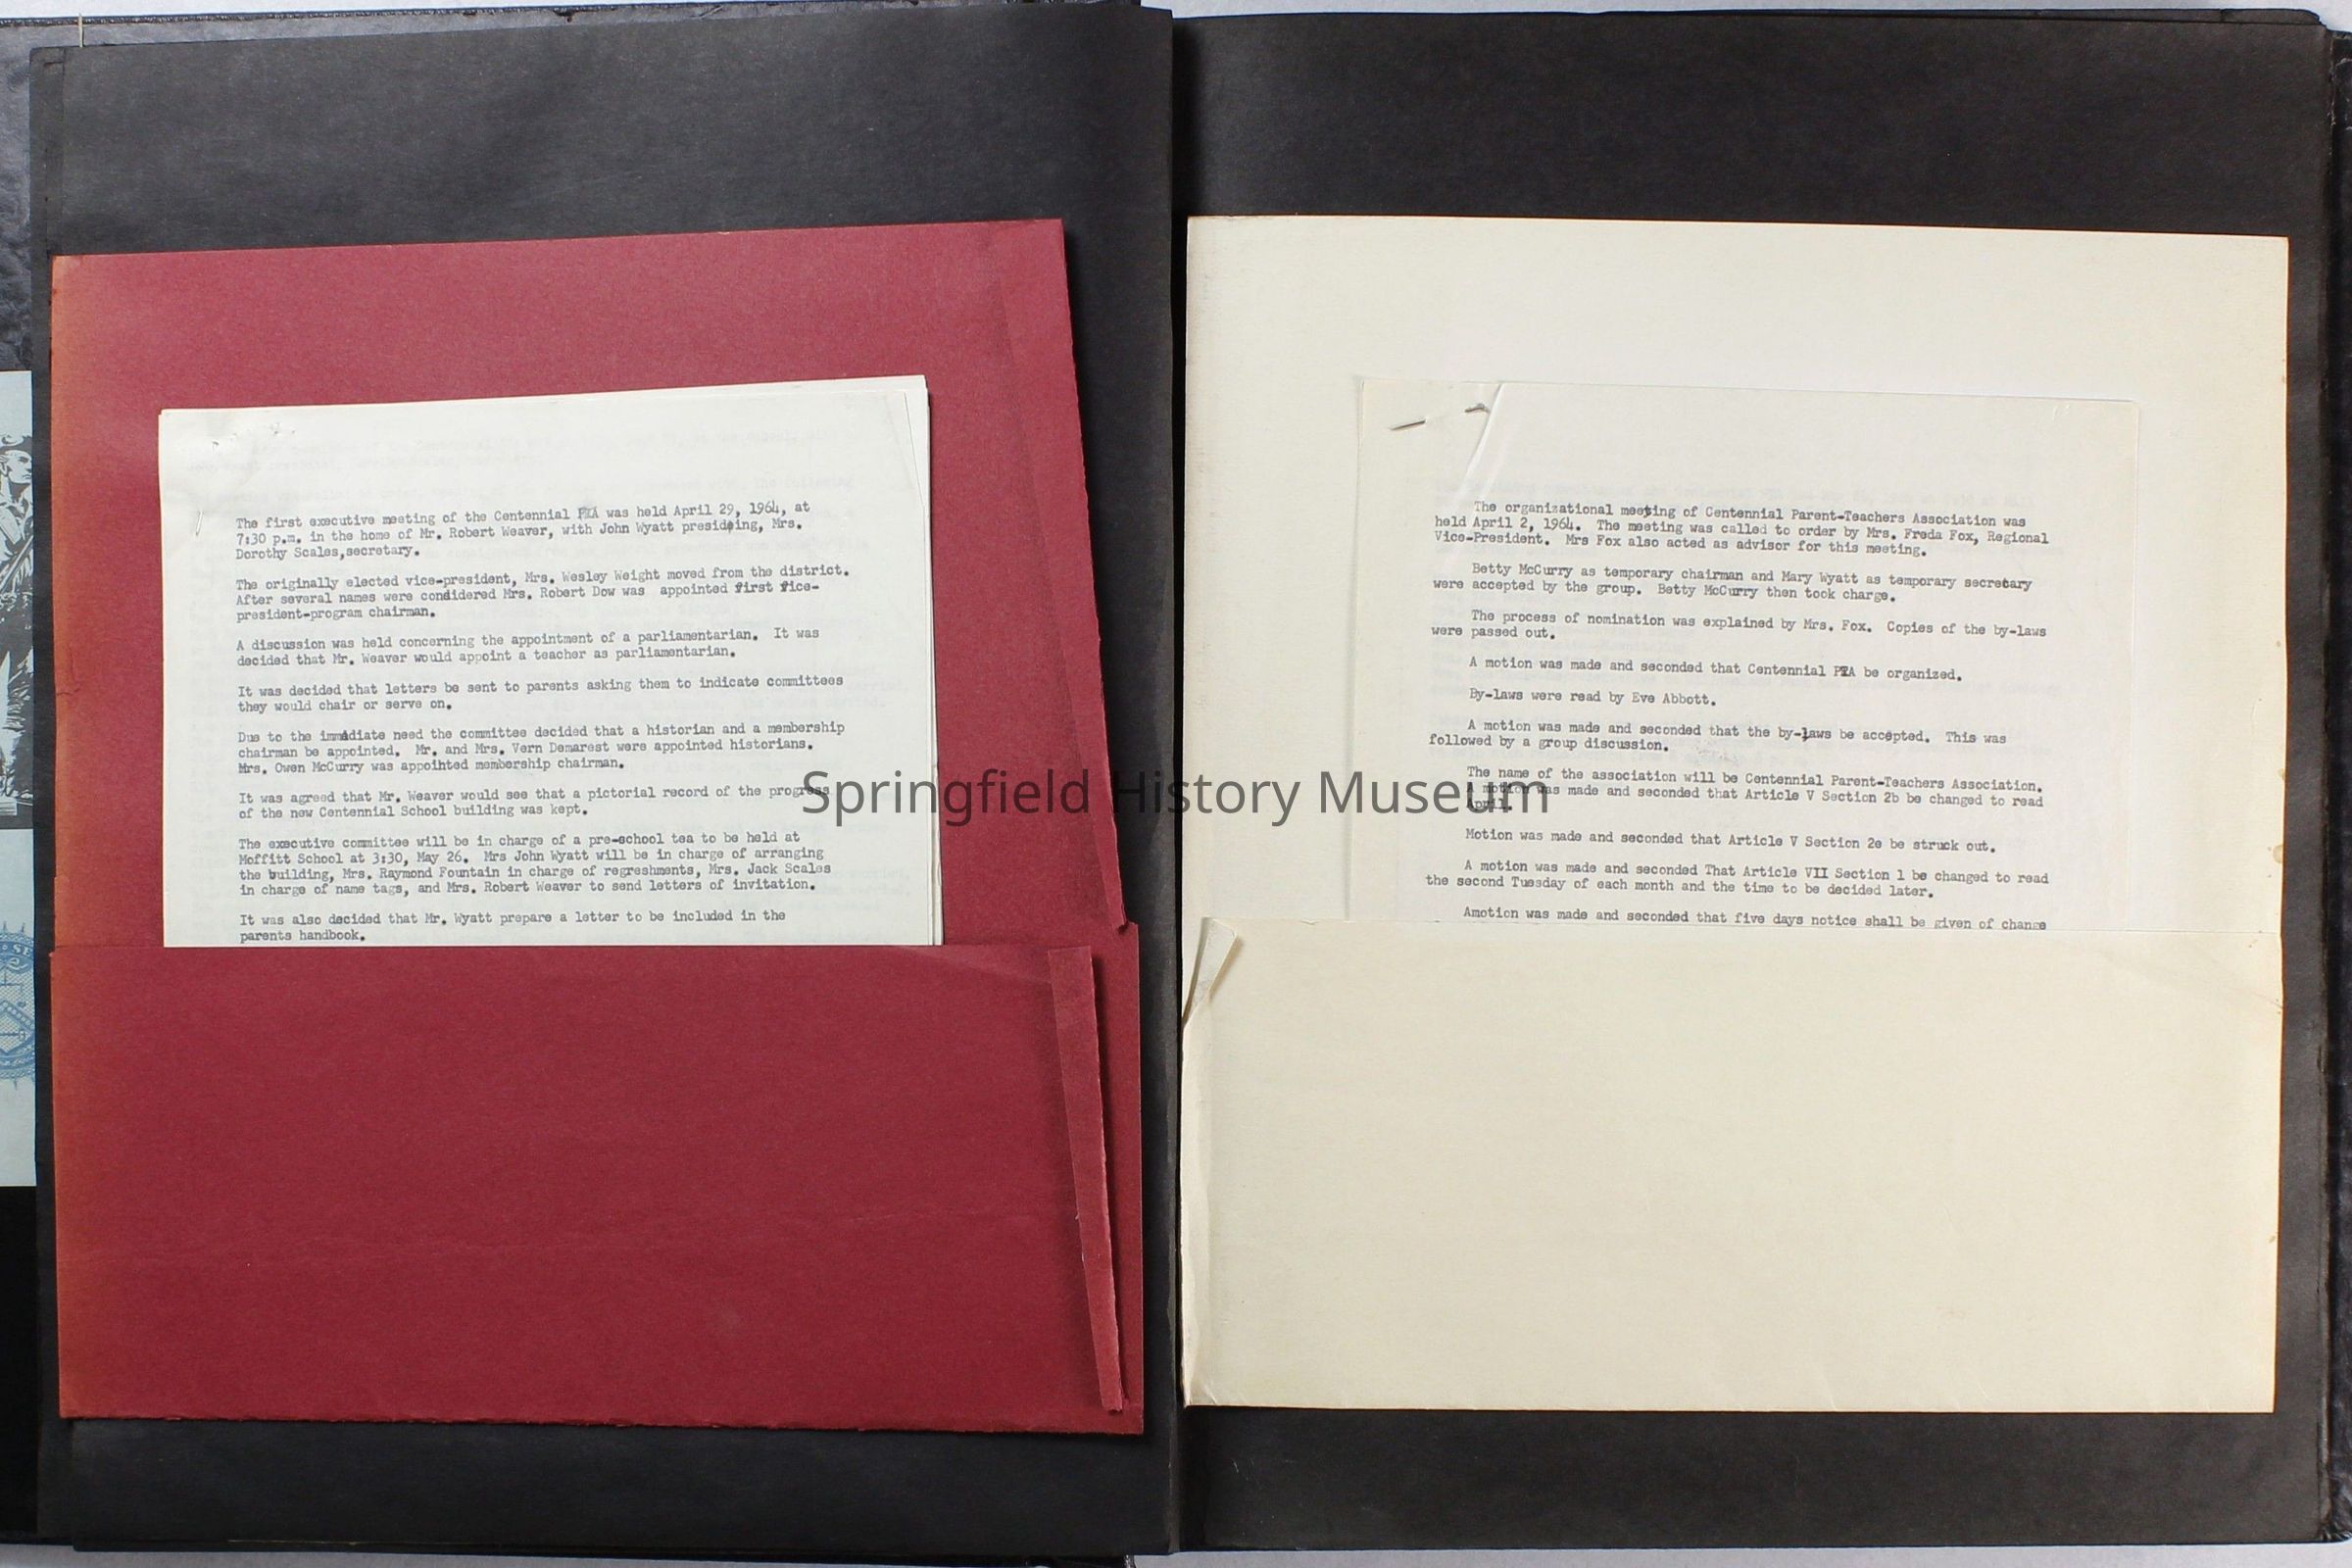 The first executive meeting of the Centennial PTA was held April 29, 1964, at
7:30 p.m. in the home of Mr. Robert Weaver, with John Wyatt presidping, Mrs.
Dorothy Scales,secretary.
The originally elected vice-president, Mrs. Wesley Weight moved from the district.
After several names were considered Mrs. Robert Dow was appointed first vice-
president-program chairman.
A discussion was held concerning the appointment of a parliamentarian. It was
decided that Mr. Weaver would appoint a teacher as parliamentarian.
It was decided that letters be sent to parents asking them to indicate committees
they would chair or serve on.
Due to the immediate need the committee decided that a historian and a membership
chairman be appointed. Mr. and Mrs. Vern Demarest were appointed historians.
Mrs. Owen McCurry was appointed membership chairman.
It was agreed that Mr. Weaver would see that a pictorial record of the progress
of the new Centennial School building was kept.
The executive committee will be in charge of a pre-school tea to be held at
Moffitt School at 3:30, May 26. Mrs John Wyatt will be in charge of arranging
the building, Mrs. Raymond Fountain in charge of regreshments, Mrs. Jack Scales
in charge of name tags, and Mrs. Robert Weaver to send letters of invitation.
It was also decided that Mr. Wyatt prepare a letter to be included in the
parents handbook.
The organizational meeting of Centennial Parent-Teachers Association was
held April 2, 1964. The meeting was called to order by Mrs. Freda Fox, Regional
Vice-President. Mrs Fox also acted as advisor for this meeting.
Betty McCurry as temporary chairman and Mary Wyatt as temporary secretary
were accepted by the group. Betty McCurry then took charge.
The process of nomination was explained by Mrs. Fox. Copies of the by-laws
were passed out.
A motion was made and seconded that Centennial PTA be organized.
By-laws were read by Eve Abbott.
A motion was made and seconded that the by-laws be accepted. This was
followed by a group discussion.
The name of the association will be Centennial Parent-Teachers Association.
A motion was made and seconded that Article V Section 2b be changed to read
April.
Motion was made and seconded that Article V Section 2e be struck out.
A motion was made and seconded That Article VII Section 1 be changed to read
the second Tuesday of each month and the time to be decided later.
Amotion was made and seconded that five days notice shall be given of change
Springfield History Museum